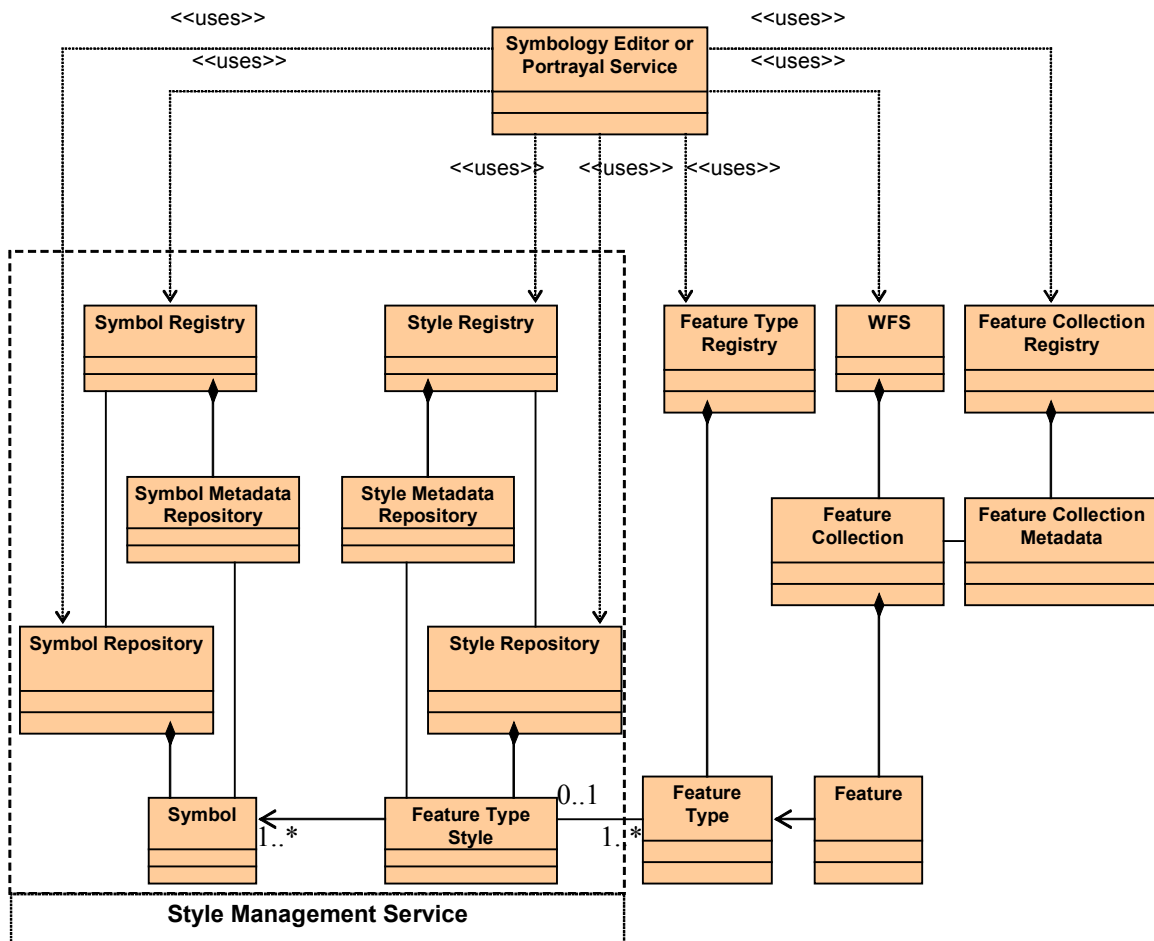 <<uses>>
<<uses>>
Symbology Editor or
Portrayal Service
<<uses>>
<<uses>>
<<uses>>
<<uses>>
<<uses>>
Symbol Registry
Style Registry
Feature Type
Registry
WFS
Feature Collection
Registry
Symbol Metadata
Repository
Style Metadata
Repository
Feature
Collection
Feature Collection
Metadata
Symbol Repository
Style Repository
Symbol
1..*
Feature Type
Style
0..1
1..*
Feature
Type
Feature
Style Management Service